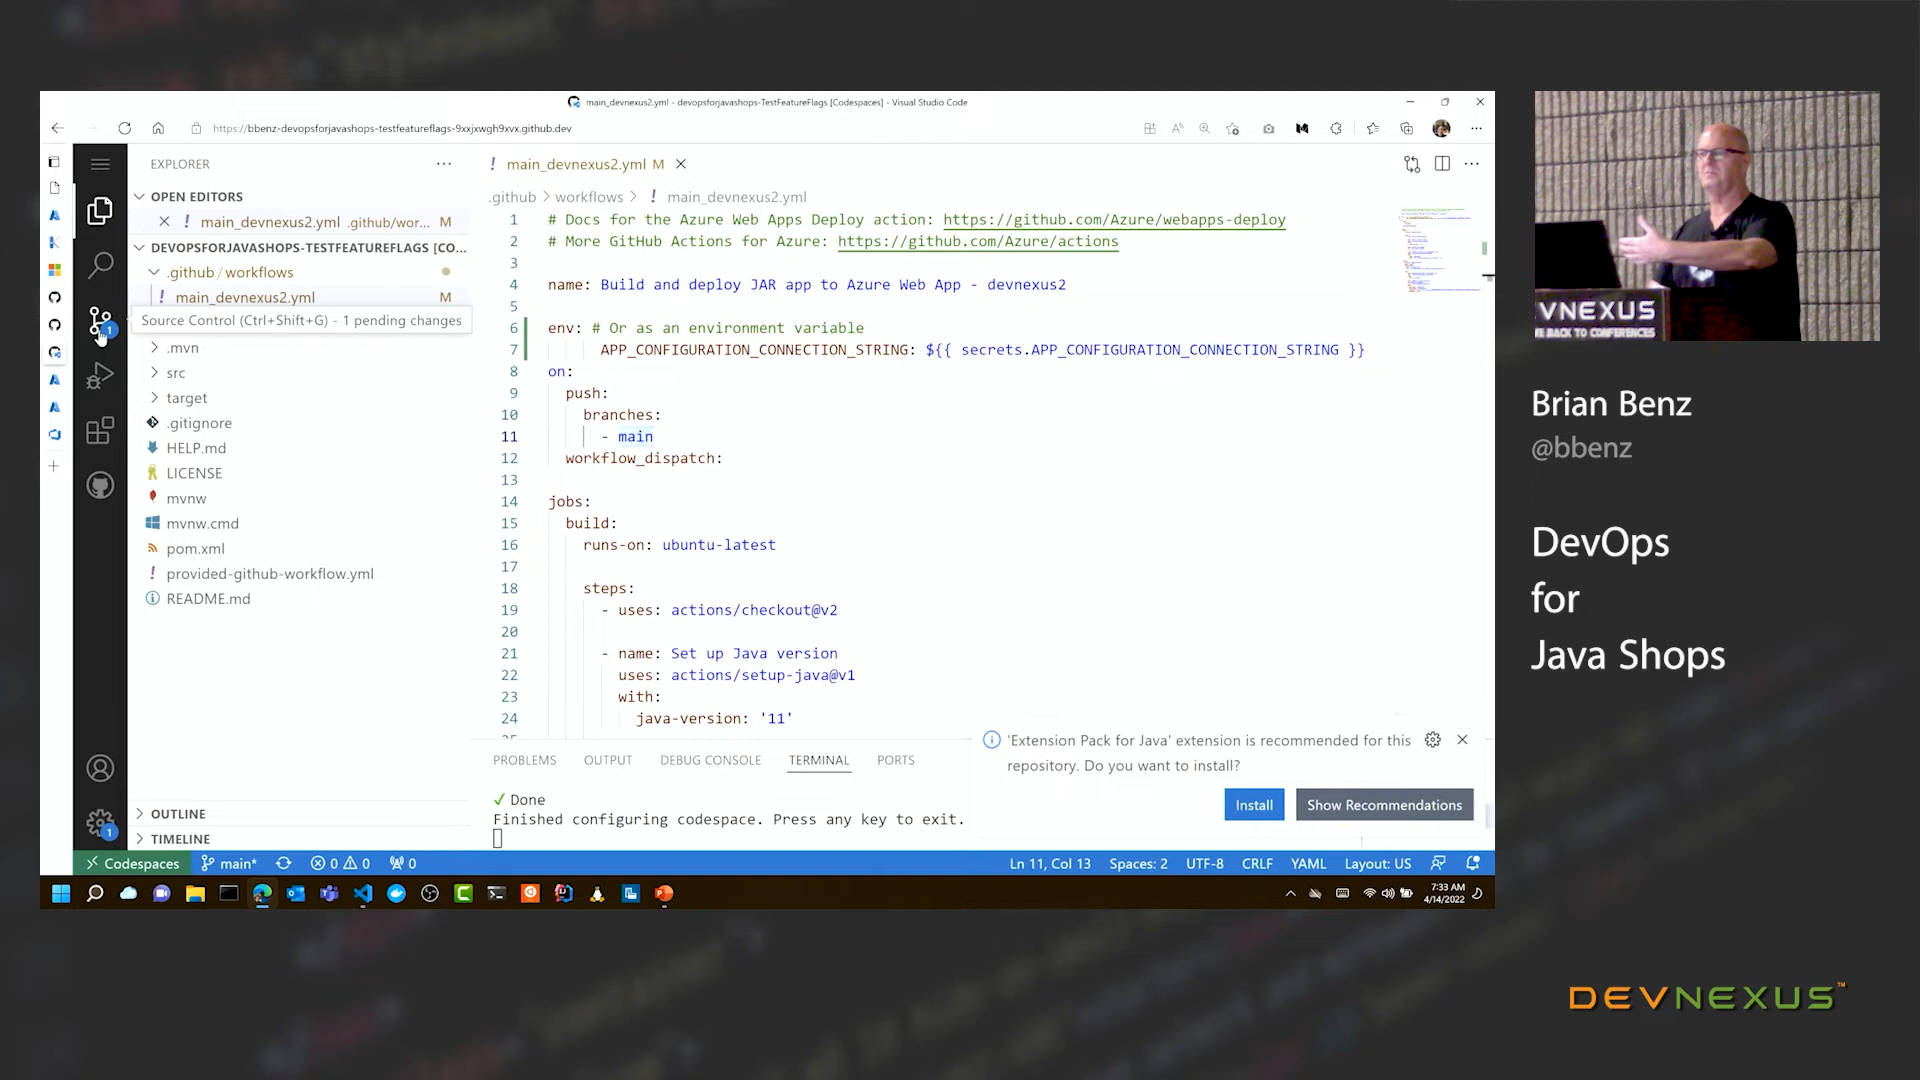 main_devnexus2.yml - devopsforjavashops-TestFeatureFlags [Codespaces] - Visual Studio Code
https://bbenz-devopsforjavashops-testfeatureflags-9xxjxwgh9xvx.github.dev
EXPLORER
OPEN EDITORS
main_devnexus2.yml .github/wor... M
DEVOPSFORJAVASHOPS-TESTFEATUREFLAGS [CO...
.github / workflows
main_devnexus2.yml M
Source Control (Ctrl+Shift+G) - 1 pending changes
1
.mvn
src
target
.gitignore
HELP.md
LICENSE
mvnw
mvnw.cmd
pom.xml
provided-github-workflow.yml
README.md
OUTLINE
1
TIMELINE
main_devnexus2.yml M
.github > workflows > ! main_devnexus2.yml
1 # Docs for the Azure Web Apps Deploy action: https://github.com/Azure/webapps-deploy
2 # More GitHub Actions for Azure: https://github.com/Azure/actions
3
4 name: Build and deploy JAR app to Azure Web App - devnexus2
5
6 env: # Or as an environment variable
7 APP_CONFIGURATION_CONNECTION_STRING: ${{ secrets.APP_CONFIGURATION_CONNECTION_STRING }}
8 on:
9 push:
10 branches:
11 - main
12 workflow_dispatch:
13
14 jobs:
15 build:
16 runs-on: ubuntu-latest
17
18 steps:
19 - uses: actions/checkout@v2
20
21 - name: Set up Java version
22 uses: actions/setup-java@v1
23 with:
24 java-version: '11'
PROBLEMS OUTPUT DEBUG CONSOLE TERMINAL PORTS
✓ Done
Finished configuring codespace. Press any key to exit.
'Extension Pack for Java' extension is recommended for this
repository. Do you want to install?
Install Show Recommendations
Codespaces main* 0 0 0 Ln 11, Col 13 Spaces: 2 UTF-8 CRLF YAML Layout: US
7:33 AM
4/14/2022
VNEXUS
BACK TO CONFERENCES
Brian Benz
@bbenz
DevOps
for
Java Shops
DEVNEXUS™